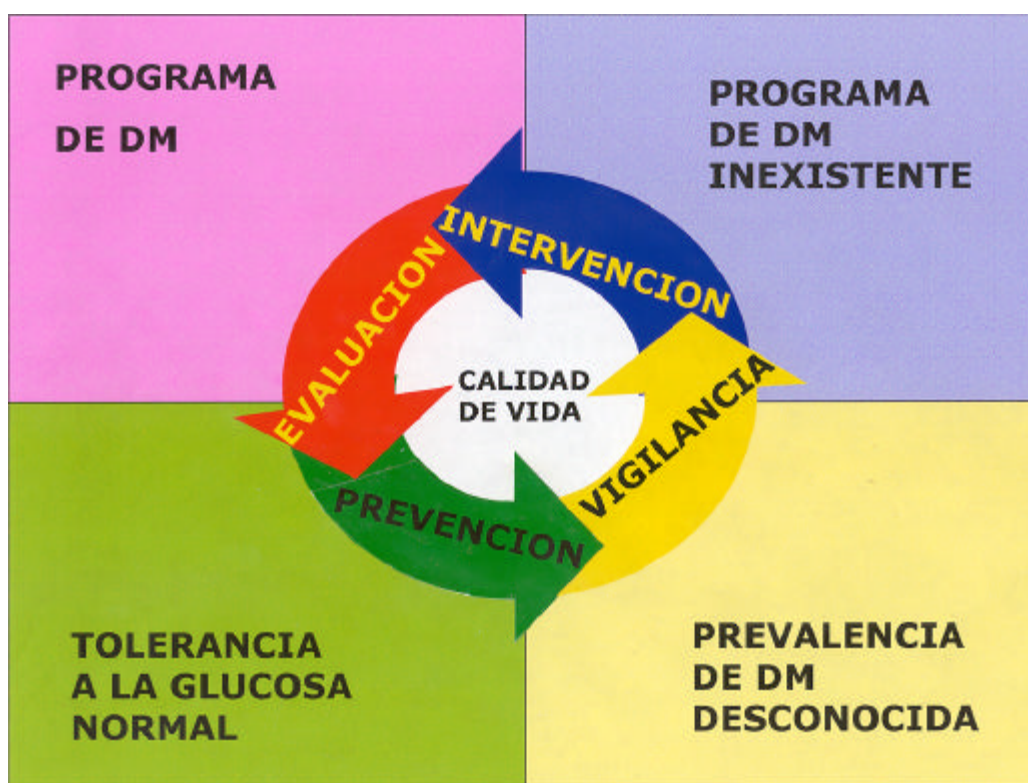 PROGRAMA
DE DM
PROGRAMA
DE DM
INEXISTENTE
INTERVENCION
EVALUACION
CALIDAD
DE VIDA
VIGILANCIA
PREVENCION
TOLERANCIA
A LA GLUCOSA
NORMAL
PREVALENCIA
DE DM
DESCONOCIDA